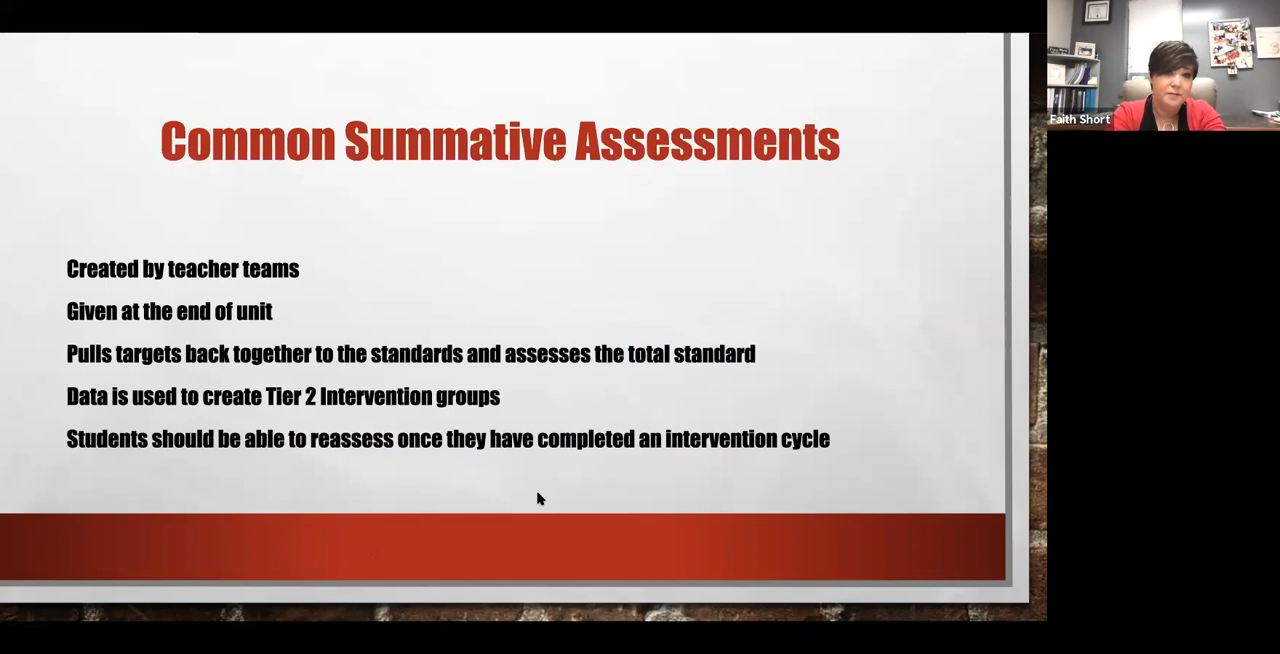 Common Summative Assessments
Created by teacher teams
Given at the end of unit
Pulls targets back together to the standards and assesses the total standard
Data is used to create Tier 2 Intervention groups
Students should be able to reassess once they have completed an intervention cycle
Faith Short